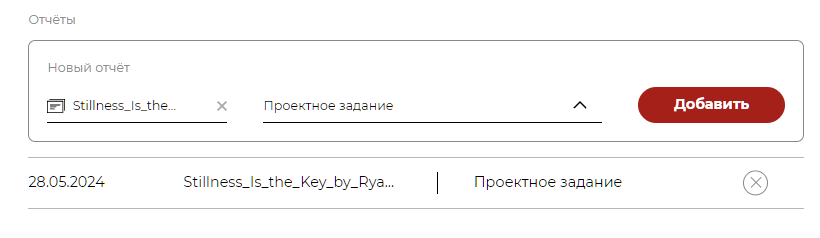 Отчёты
Новый отчёт
Stillness_Is_the... Проектное задание Добавить
28.05.2024 Stillness_Is_the_Key_by_Rya... Проектное задание